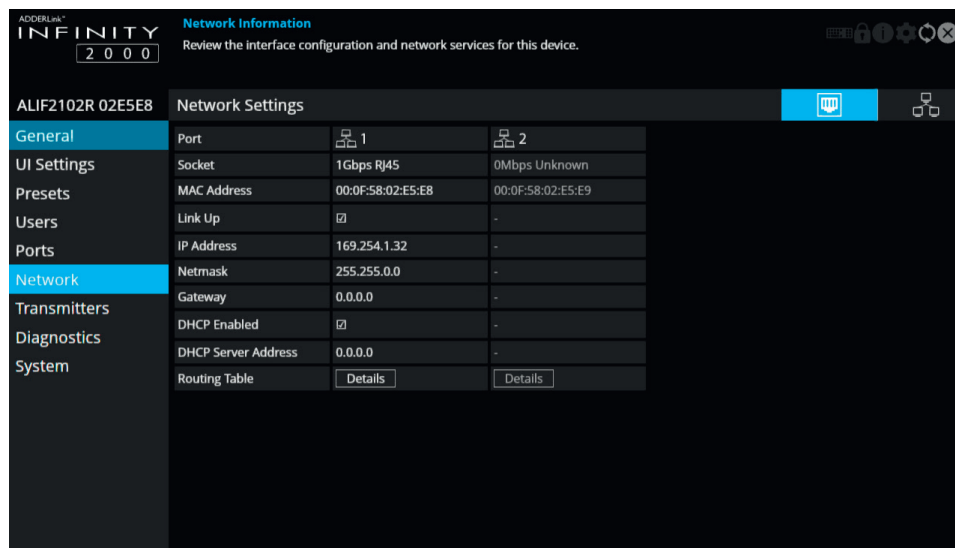 ADDERLink™
INFINITY
2000
Network Information
Review the interface configuration and network services for this device.
ALIF2102R 02E5E8
Network Settings
General
UI Settings
Presets
Users
Ports
Network
Transmitters
Diagnostics
System
Port 1 2
Socket 1Gbps RJ45 0Mbps Unknown
MAC Address 00:0F:58:02:E5:E8 00:0F:58:02:E5:E9
Link Up ☑ -
IP Address 169.254.1.32 -
Netmask 255.255.0.0 -
Gateway 0.0.0.0 -
DHCP Enabled ☑ -
DHCP Server Address 0.0.0.0 -
Routing Table Details Details